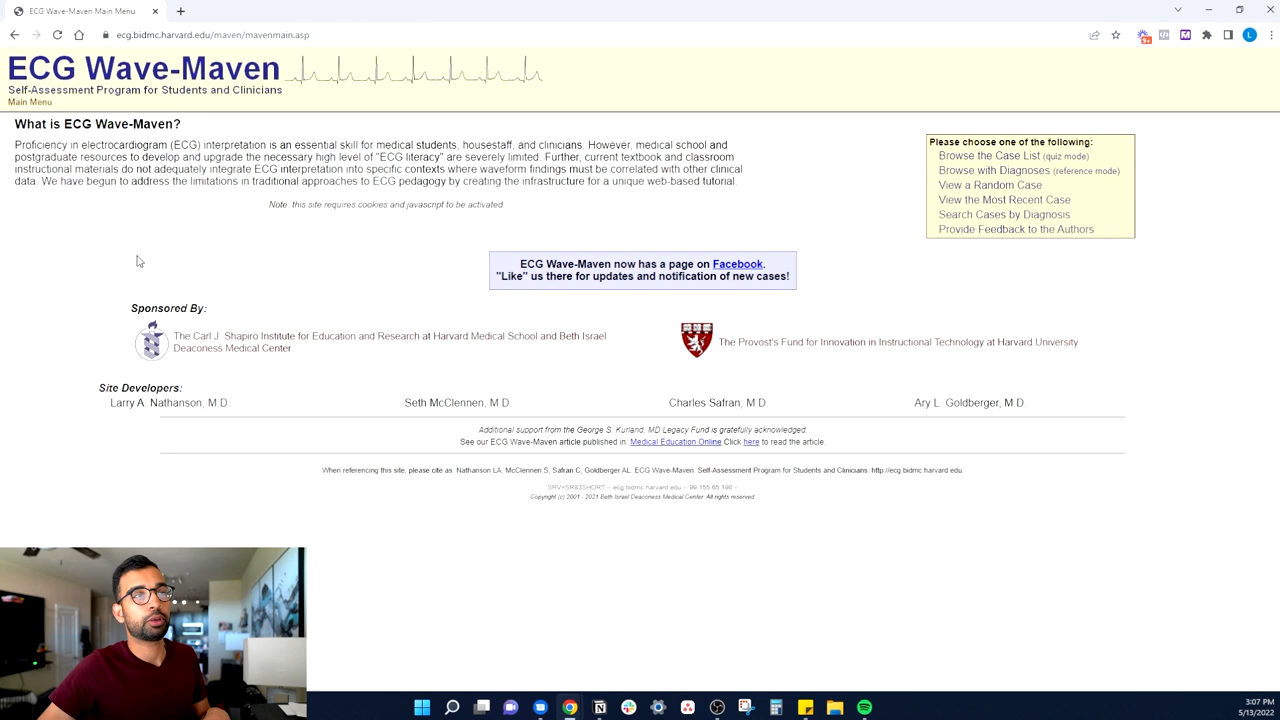 ECG Wave-Maven Main Menu
ecg.bidmc.harvard.edu/maven/mavenmain.asp
L
ECG Wave-Maven
Self-Assessment Program for Students and Clinicians
Main Menu
What is ECG Wave-Maven?
Proficiency in electrocardiogram (ECG) interpretation is an essential skill for medical students, housestaff, and clinicians. However, medical school and
postgraduate resources to develop and upgrade the necessary high level of "ECG literacy" are severely limited. Further, current textbook and classroom
instructional materials do not adequately integrate ECG interpretation into specific contexts where waveform findings must be correlated with other clinical
data. We have begun to address the limitations in traditional approaches to ECG pedagogy by creating the infrastructure for a unique web-based tutorial.
Note: this site requires cookies and javascript to be activated
Please choose one of the following:
Browse the Case List (quiz mode)
Browse with Diagnoses (reference mode)
View a Random Case
View the Most Recent Case
Search Cases by Diagnosis
Provide Feedback to the Authors
ECG Wave-Maven now has a page on Facebook.
"Like" us there for updates and notification of new cases!
Sponsored By:
The Carl J. Shapiro Institute for Education and Research at Harvard Medical School and Beth Israel
Deaconess Medical Center
The Provost's Fund for Innovation in Instructional Technology at Harvard University
Site Developers:
Larry A. Nathanson, M.D. Seth McClennen, M.D. Charles Safran, M.D. Ary L. Goldberger, M.D.
Additional support from the George S. Kurland, MD Legacy Fund is gratefully acknowledged.
See our ECG Wave-Maven article published in: Medical Education Online Click here to read the article.
When referencing this site, please cite as: Nathanson LA, McClennen S, Safran C, Goldberger AL. ECG Wave-Maven: Self-Assessment Program for Students and Clinicians. http://ecg.bidmc.harvard.edu
Copyright (c) 2001 - 2021 Beth Israel Deaconess Medical Center. All rights reserved.
3:07 PM
5/13/2022